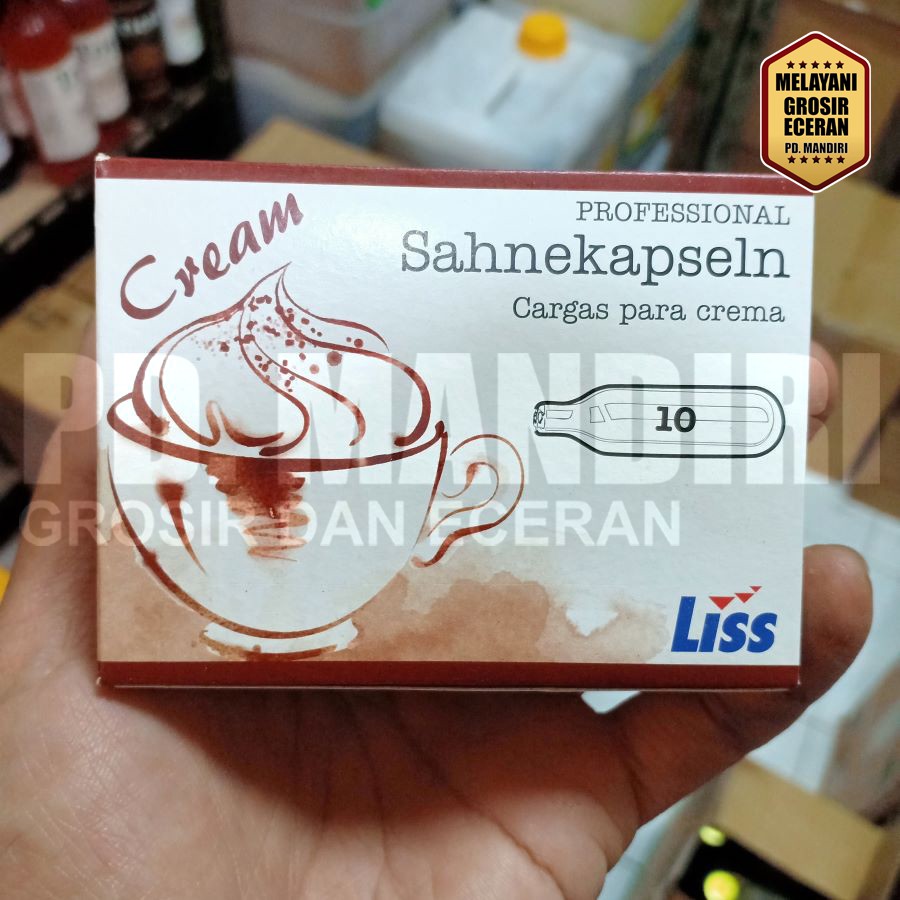 MELAYANI
GROSIR
ECERAN
PD. MANDIRI
Cream
PROFESSIONAL
Sahnekapseln
Cargas para crema
10
PD. MANDIRI
GROSIR DAN ECERAN
Liss